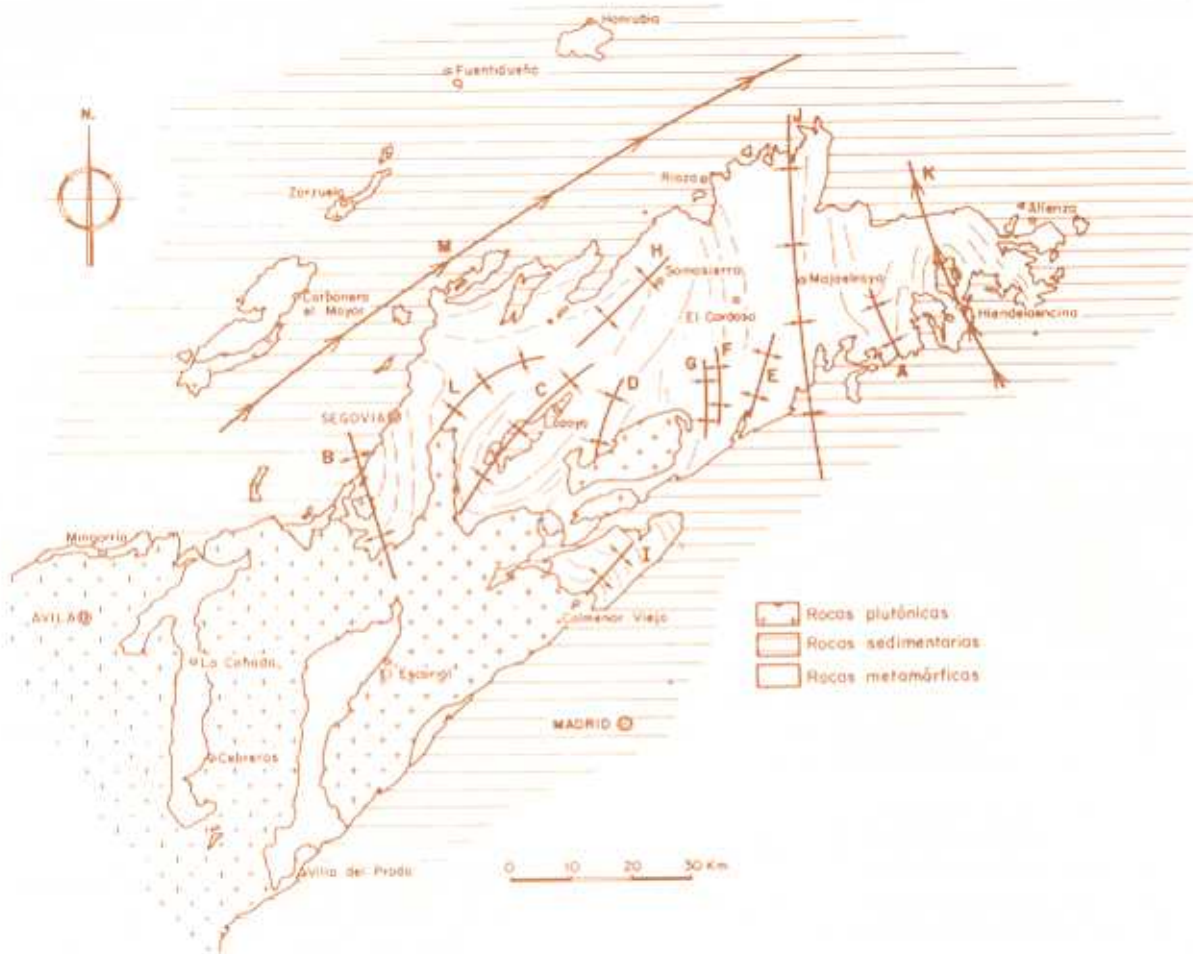 Honrubia
Fuentidueña
N.
J
Riaza
K
Zarzuela
Atienza
M
H
Somosierra
Majaelrayo
Carbonero
el Mayor
El Cardoso
Hiendelaencina
F
G
E
A
L
C
D
Lozoya
SEGOVIA
B
Mingorría
I
AVILA
Colmenar Viejo
Rocas plutónicas
La Cañada
Rocas sedimentarias
El Escorial
Rocas metamórficas
MADRID
Cebreros
Villa del Prado
0 10 20 30 Km.